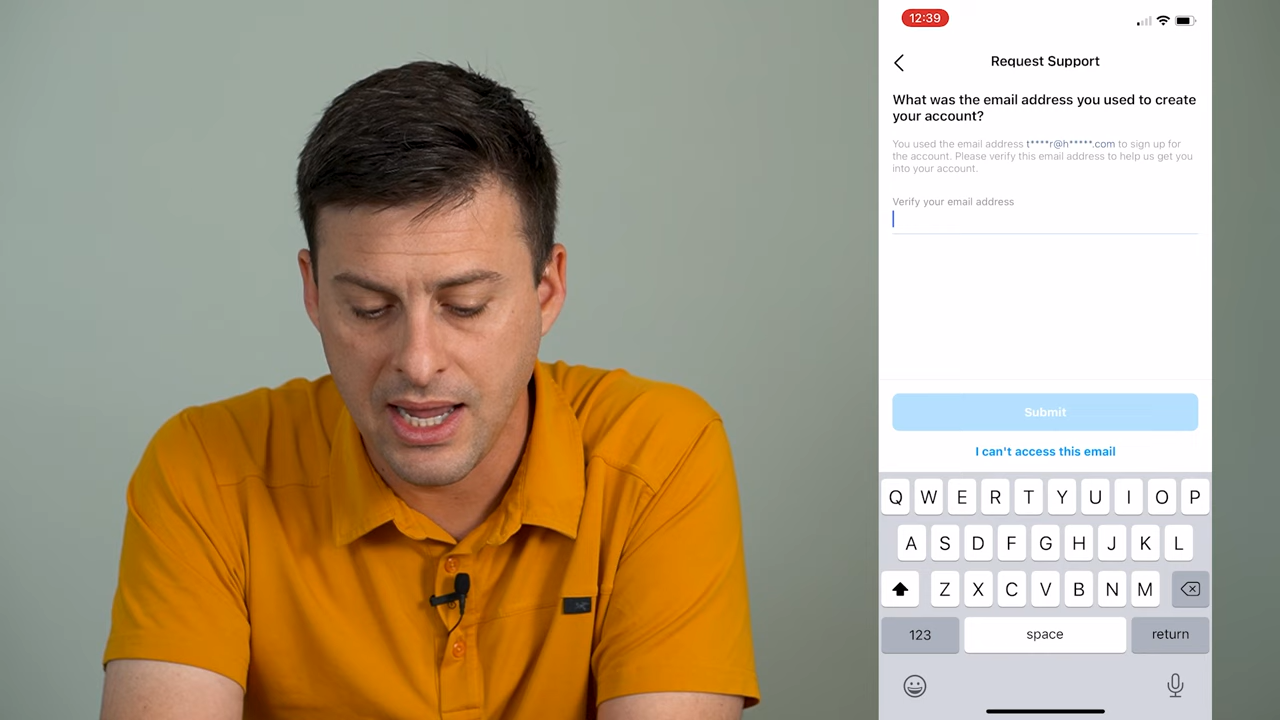 12:39
Request Support
What was the email address you used to create
your account?
You used the email address t****r@h*****.com to sign up for
the account. Please verify this email address to help us get you
into your account.
Verify your email address
Submit
I can't access this email
Q W E R T Y U I O P
A S D F G H J K L
Z X C V B N M
123 space return